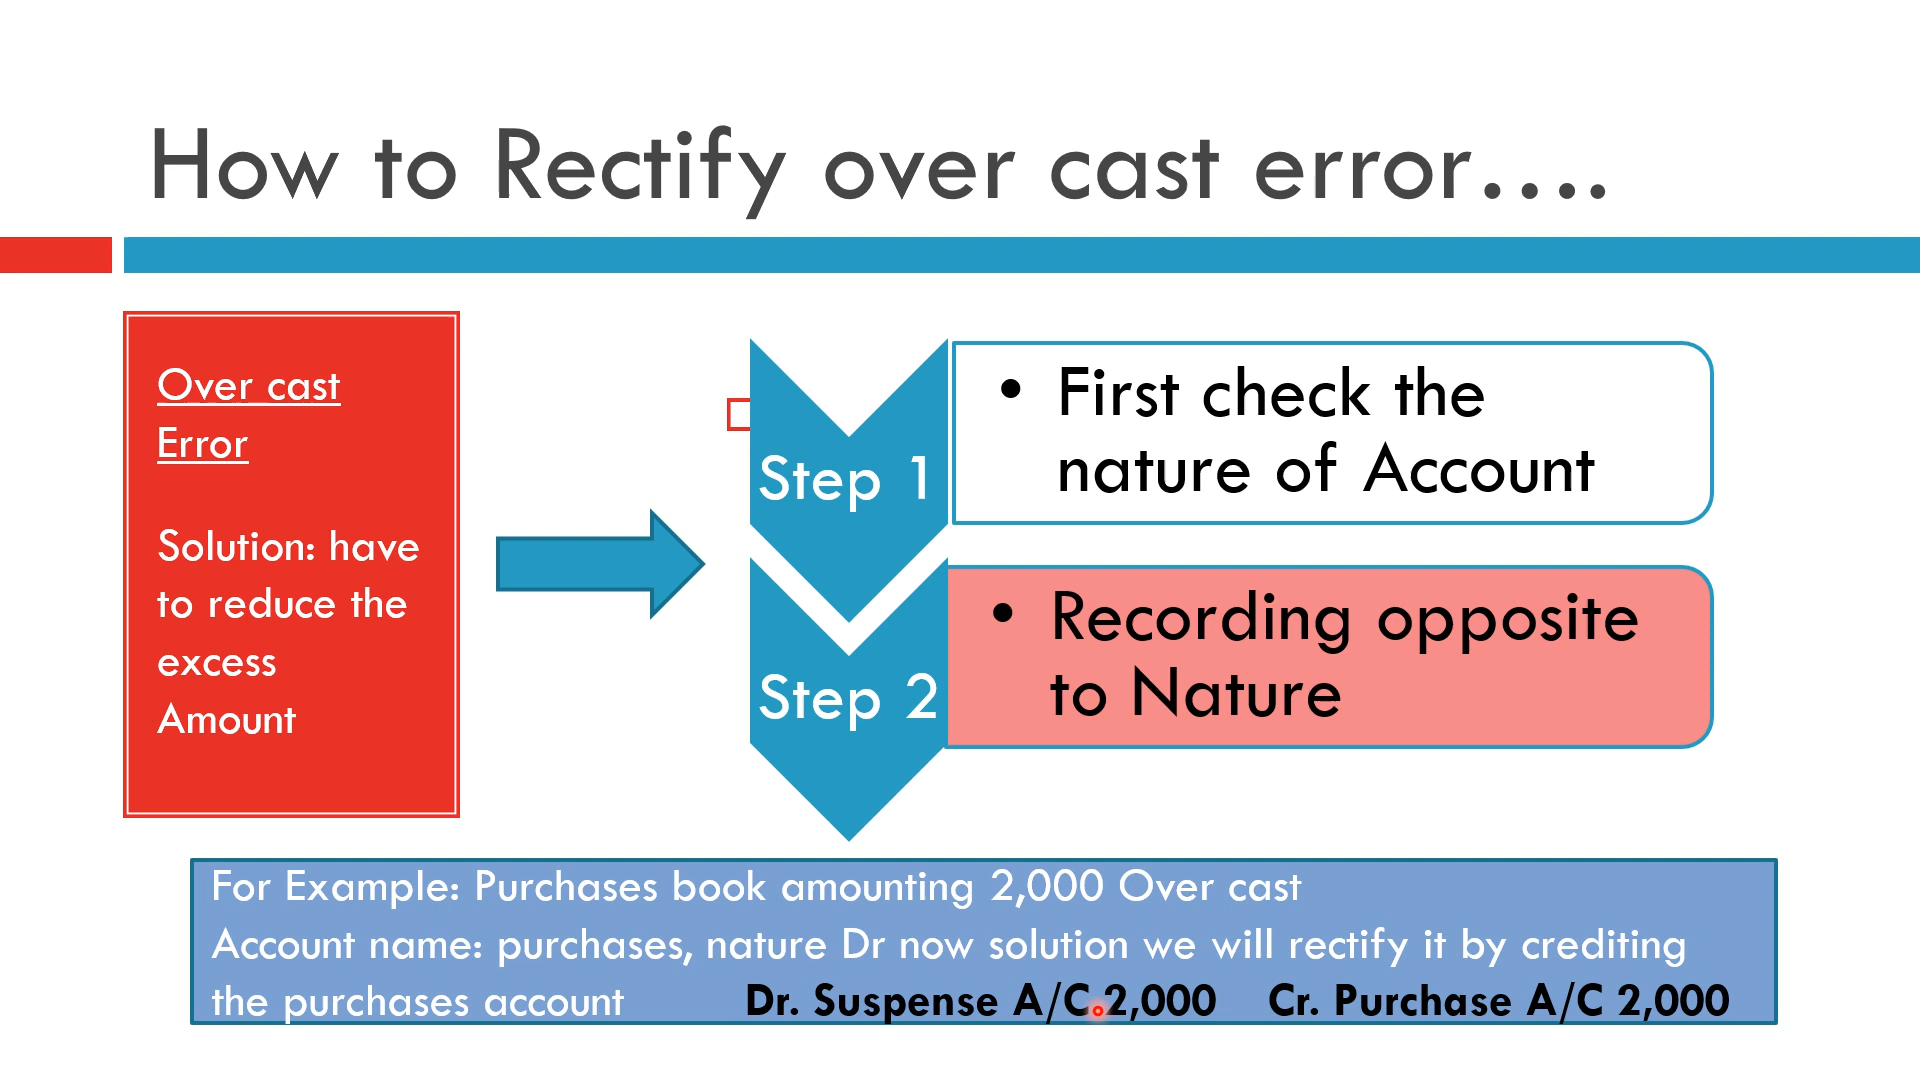 How to Rectify over cast error....
Over cast
Error
Solution: have
to reduce the
excess
Amount
Step 1
• First check the
nature of Account
Step 2
• Recording opposite
to Nature
For Example: Purchases book amounting 2,000 Over cast
Account name: purchases, nature Dr now solution we will rectify it by crediting
the purchases account Dr. Suspense A/C 2,000 Cr. Purchase A/C 2,000